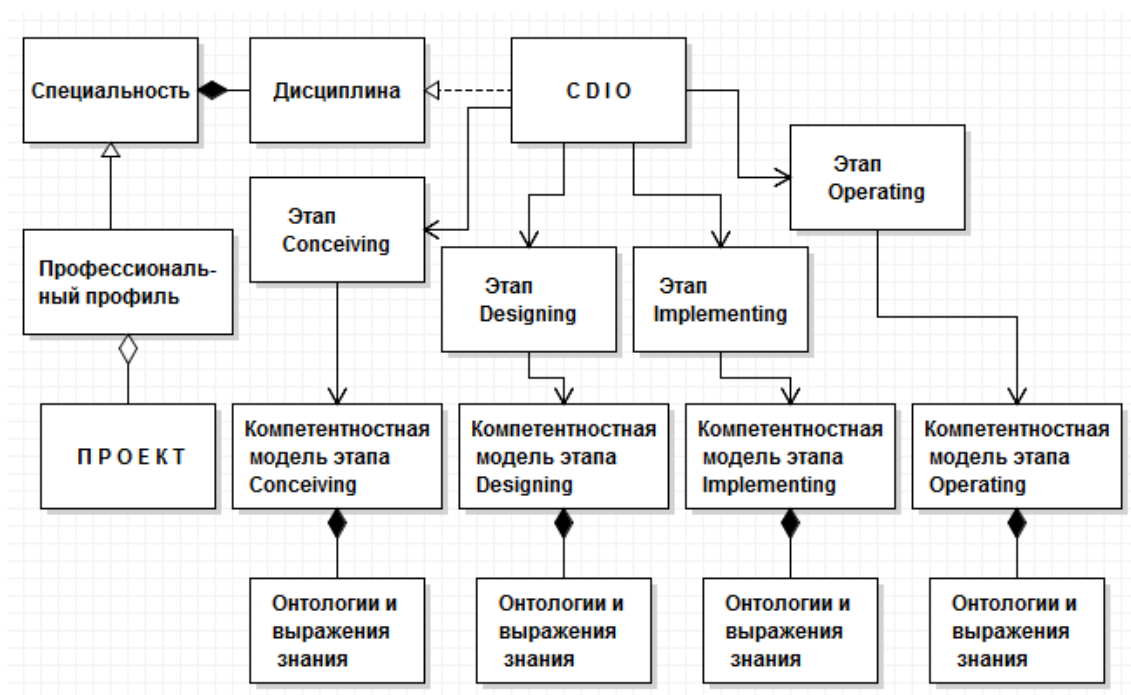 Специальность
Дисциплина
C D I O
Этап
Operating
Этап
Conceiving
Профессиональ-
ный профиль
Этап
Designing
Этап
Implementing
П Р О Е К Т
Компетентностная
модель этапа
Conceiving
Компетентностная
модель этапа
Designing
Компетентностная
модель этапа
Implementing
Компетентностная
модель этапа
Operating
Онтологии и
выражения
знания
Онтологии и
выражения
знания
Онтологии и
выражения
знания
Онтологии и
выражения
знания